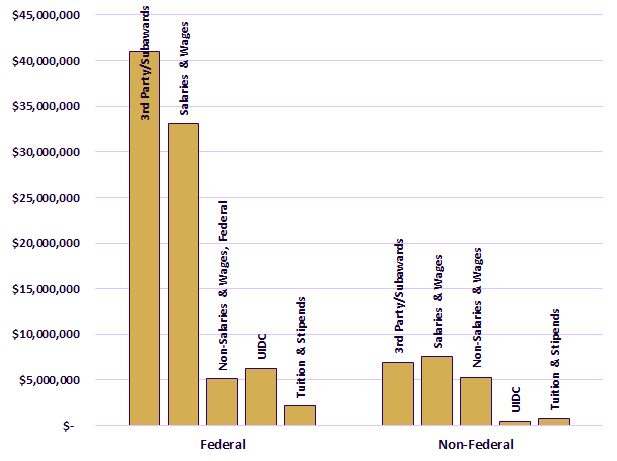 $45,000,000
$40,000,000
$35,000,000
$30,000,000
$25,000,000
$20,000,000
$15,000,000
$10,000,000
$5,000,000
$-
3rd Party/Subawards
Salaries & Wages
Non-Salaries & Wages, Federal
UIDC
Tuition & Stipends
3rd Party/Subawards
Salaries & Wages
Non-Salaries & Wages
UIDC
Tuition & Stipends
Federal
Non-Federal